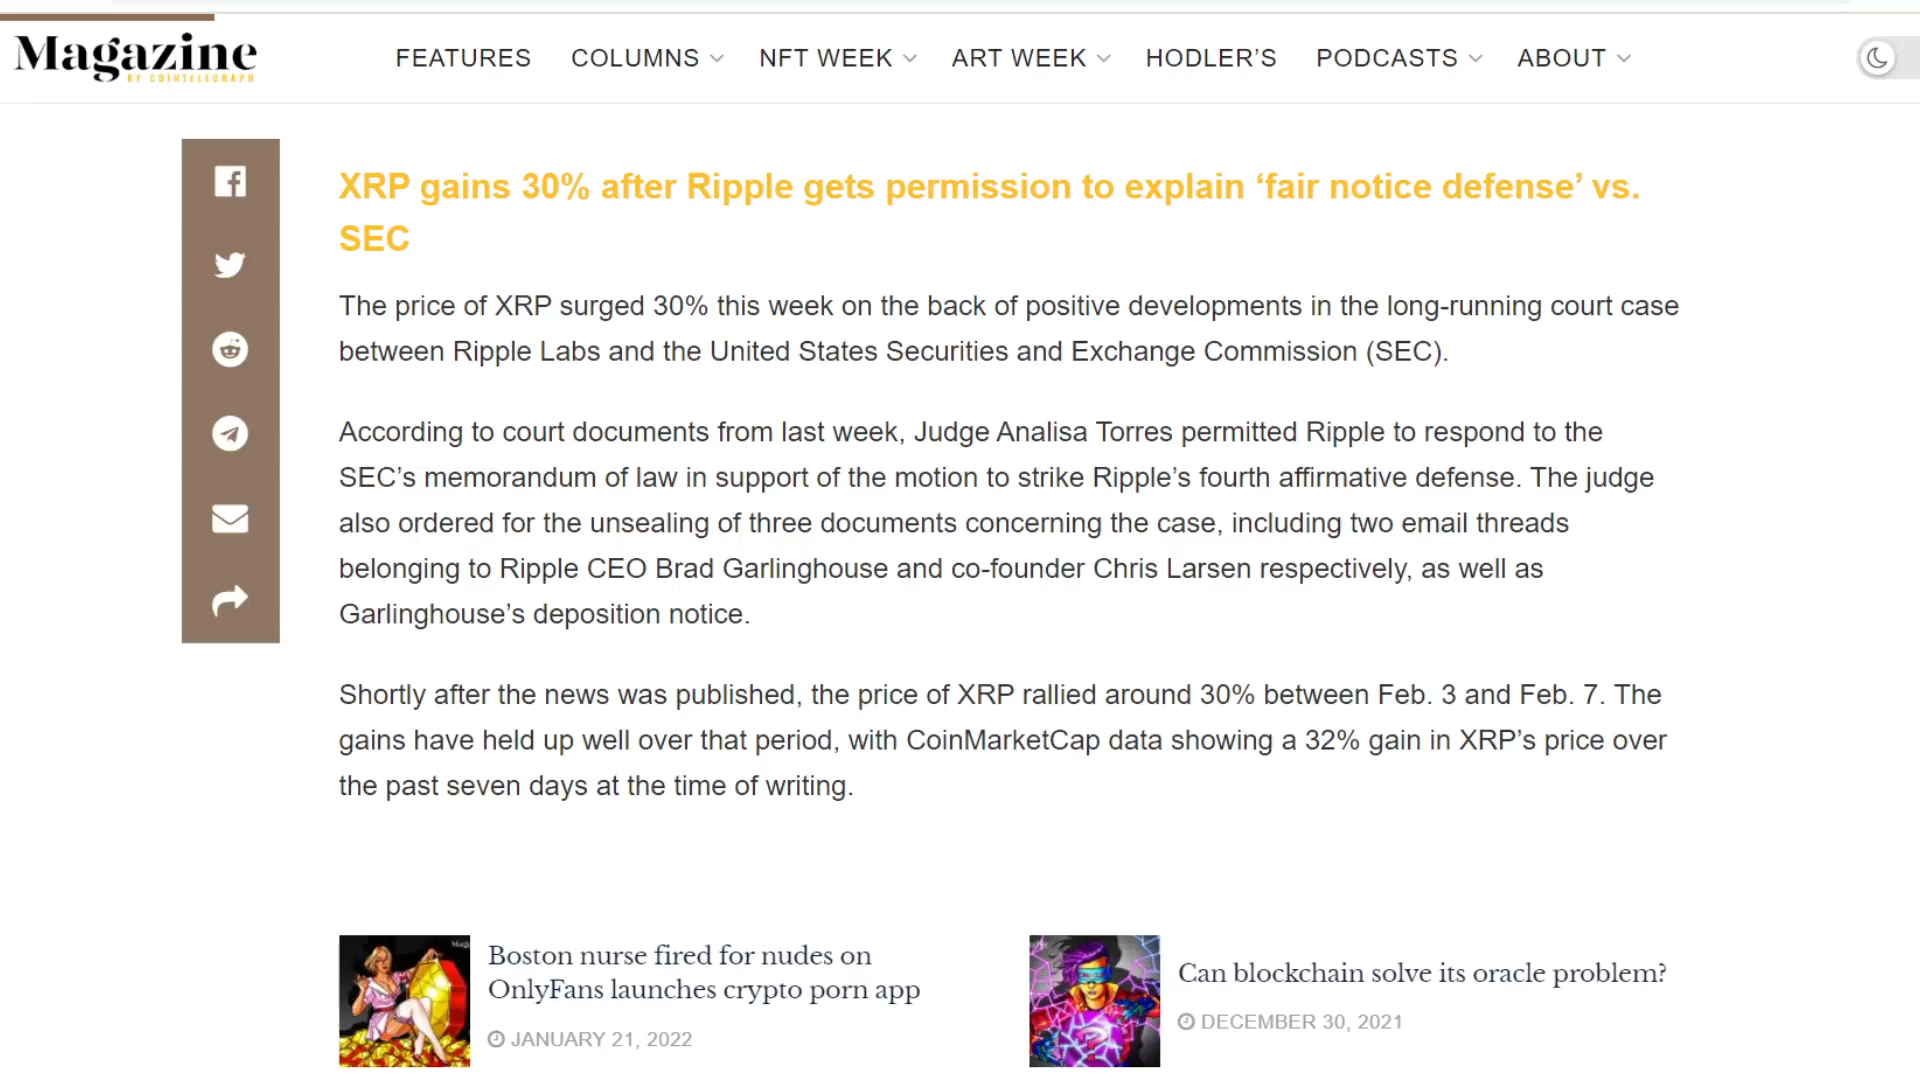 Magazine
BY COINTELEGRAPH
FEATURES COLUMNS NFT WEEK ART WEEK HODLER'S PODCASTS ABOUT
XRP gains 30% after Ripple gets permission to explain ‘fair notice defense’ vs.
SEC
The price of XRP surged 30% this week on the back of positive developments in the long-running court case
between Ripple Labs and the United States Securities and Exchange Commission (SEC).
According to court documents from last week, Judge Analisa Torres permitted Ripple to respond to the
SEC’s memorandum of law in support of the motion to strike Ripple’s fourth affirmative defense. The judge
also ordered for the unsealing of three documents concerning the case, including two email threads
belonging to Ripple CEO Brad Garlinghouse and co-founder Chris Larsen respectively, as well as
Garlinghouse’s deposition notice.
Shortly after the news was published, the price of XRP rallied around 30% between Feb. 3 and Feb. 7. The
gains have held up well over that period, with CoinMarketCap data showing a 32% gain in XRP’s price over
the past seven days at the time of writing.
Boston nurse fired for nudes on
OnlyFans launches crypto porn app
JANUARY 21, 2022
Can blockchain solve its oracle problem?
DECEMBER 30, 2021